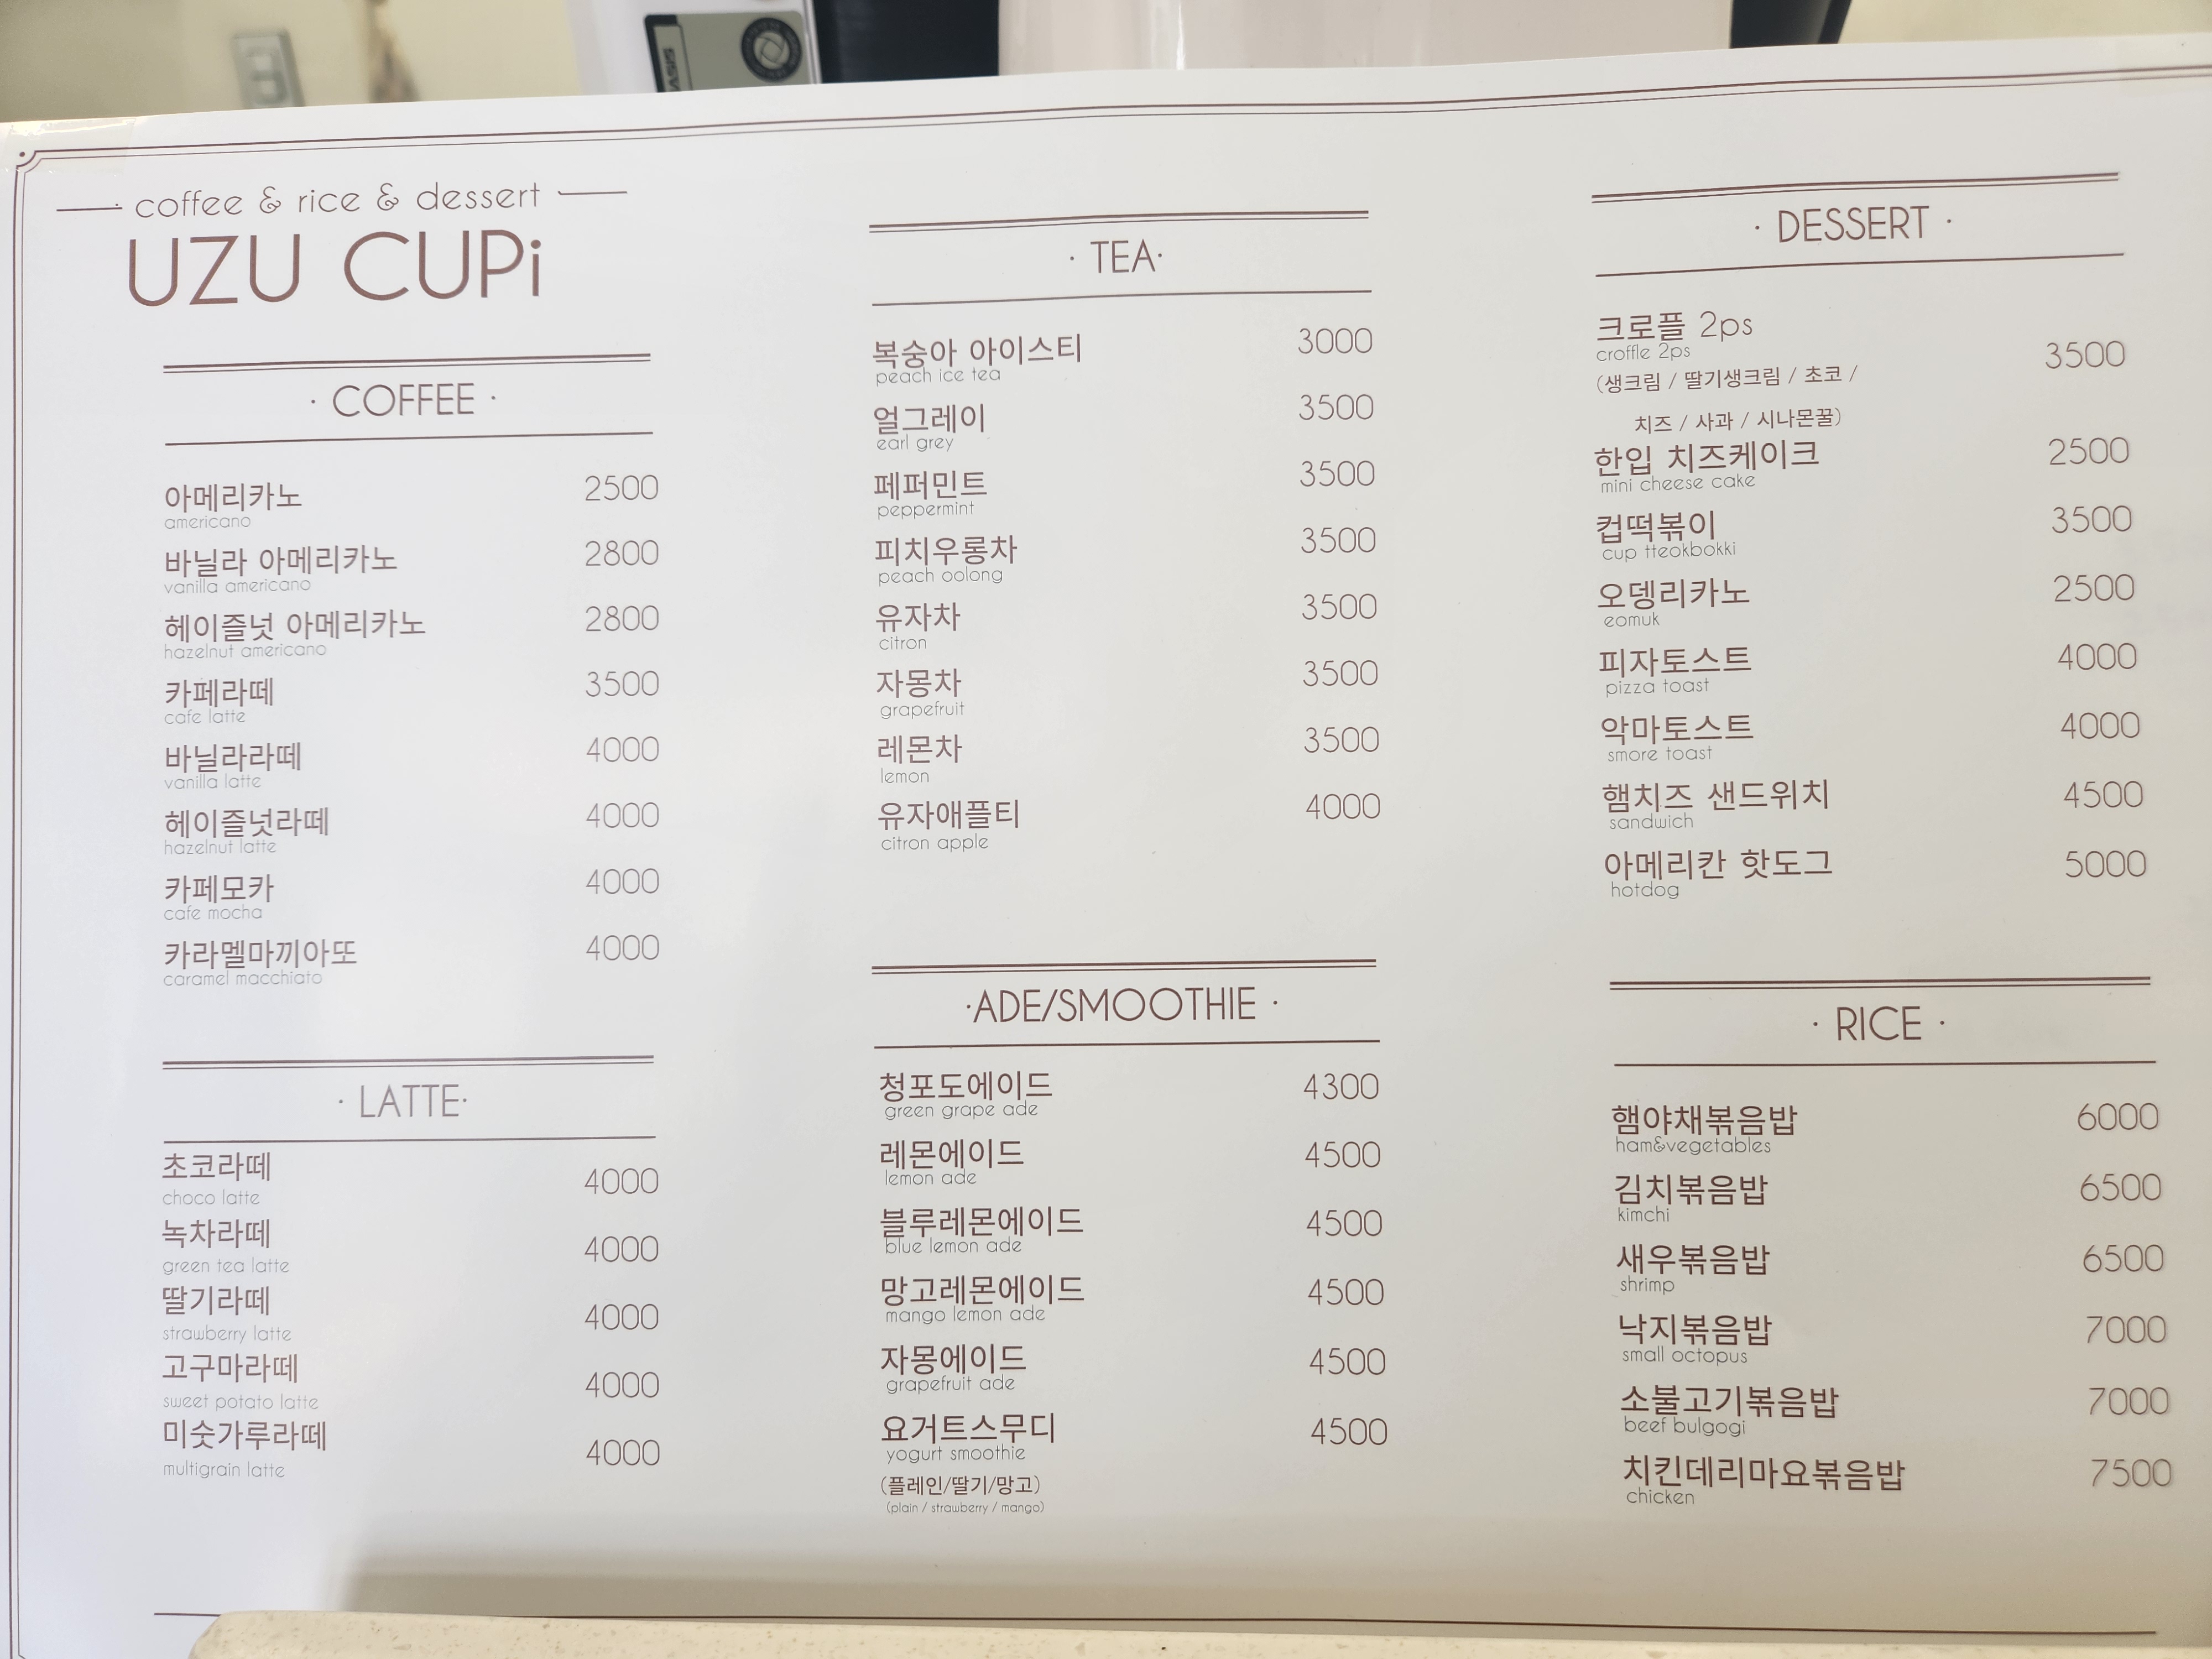 coffee & rice & dessert
UZU CUPi
· COFFEE ·
아메리카노 2500
americano
바닐라 아메리카노 2800
vanilla americano
헤이즐넛 아메리카노 2800
hazelnut americano
카페라떼 3500
cafe latte
바닐라라떼 4000
vanilla latte
헤이즐넛라떼 4000
hazelnut latte
카페모카 4000
cafe mocha
카라멜마끼아또 4000
caramel macchiato
· LATTE·
초코라떼 4000
choco latte
녹차라떼 4000
green tea latte
딸기라떼 4000
strawberry latte
고구마라떼 4000
sweet potato latte
미숫가루라떼 4000
multigrain latte
· TEA·
복숭아 아이스티 3000
peach ice tea
얼그레이 3500
earl grey
페퍼민트 3500
peppermint
피치우롱차 3500
peach oolong
유자차 3500
citron
자몽차 3500
grapefruit
레몬차 3500
lemon
유자애플티 4000
citron apple
·ADE/SMOOTHIE ·
청포도에이드 4300
green grape ade
레몬에이드 4500
lemon ade
블루레몬에이드 4500
blue lemon ade
망고레몬에이드 4500
mango lemon ade
자몽에이드 4500
grapefruit ade
요거트스무디 4500
yogurt smoothie
(플레인/딸기/망고)
(plain / strawberry / mango)
· DESSERT ·
크로플 2ps 3500
croffle 2ps
(생크림 / 딸기생크림 / 초코 /
치즈 / 사과 / 시나몬꿀)
한입 치즈케이크 2500
mini cheese cake
컵떡볶이 3500
cup tteokbokki
오뎅리카노 2500
eomuk
피자토스트 4000
pizza toast
악마토스트 4000
smore toast
햄치즈 샌드위치 4500
sandwich
아메리칸 핫도그 5000
hotdog
· RICE ·
햄야채볶음밥 6000
ham&vegetables
김치볶음밥 6500
kimchi
새우볶음밥 6500
shrimp
낙지볶음밥 7000
small octopus
소불고기볶음밥 7000
beef bulgogi
치킨데리마요볶음밥 7500
chicken